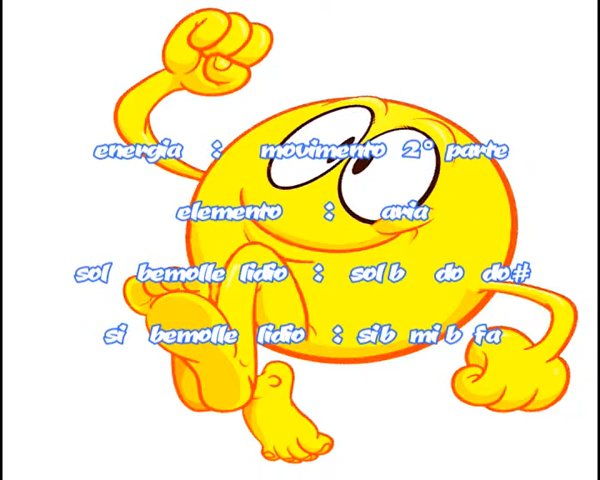 energia : movimento 2° parte
elemento : aria
sol bemolle lidio : sol b do do#
si bemolle lidio : si b mi b fa